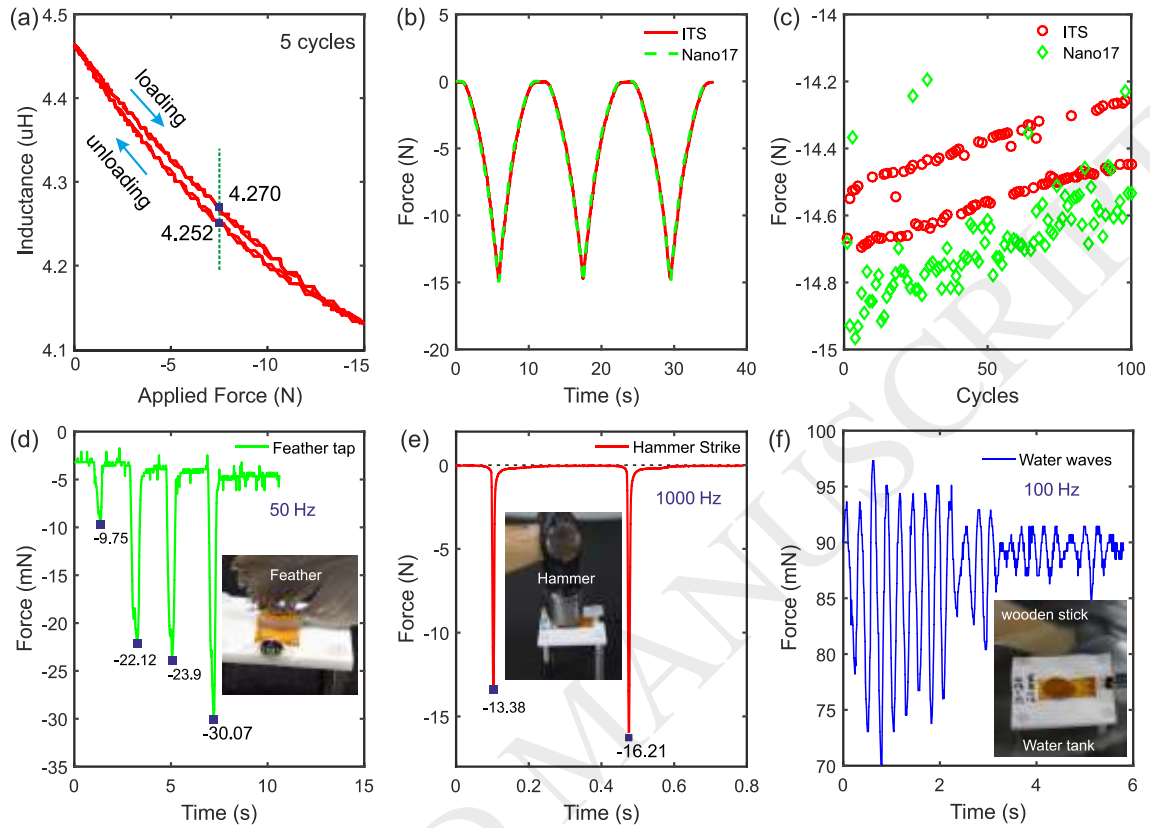 (a)
5 cycles
4.5
4.4
4.3
4.2
4.1
Inductance (uH)
loading
unloading
4.270
4.252
0
-5
-10
-15
Applied Force (N)
(b)
ITS
Nano17
5
0
-5
-10
-15
-20
Force (N)
0
10
20
30
40
Time (s)
(c)
ITS
Nano17
-14
-14.2
-14.4
-14.6
-14.8
-15
Force (N)
0
50
100
Cycles
(d)
Feather tap
50 Hz
0
-5
-10
-15
-20
-25
-30
-35
Force (mN)
-9.75
-22.12
-23.9
-30.07
Feather
0
5
10
15
Time (s)
(e)
Hammer Strike
1000 Hz
0
-5
-10
-15
Force (N)
Hammer
-13.38
-16.21
0
0.2
0.4
0.6
0.8
Time (s)
(f)
Water waves
100 Hz
100
95
90
85
80
75
70
Force (mN)
wooden stick
Water tank
0
2
4
6
Time (s)
MANUSCRIPT